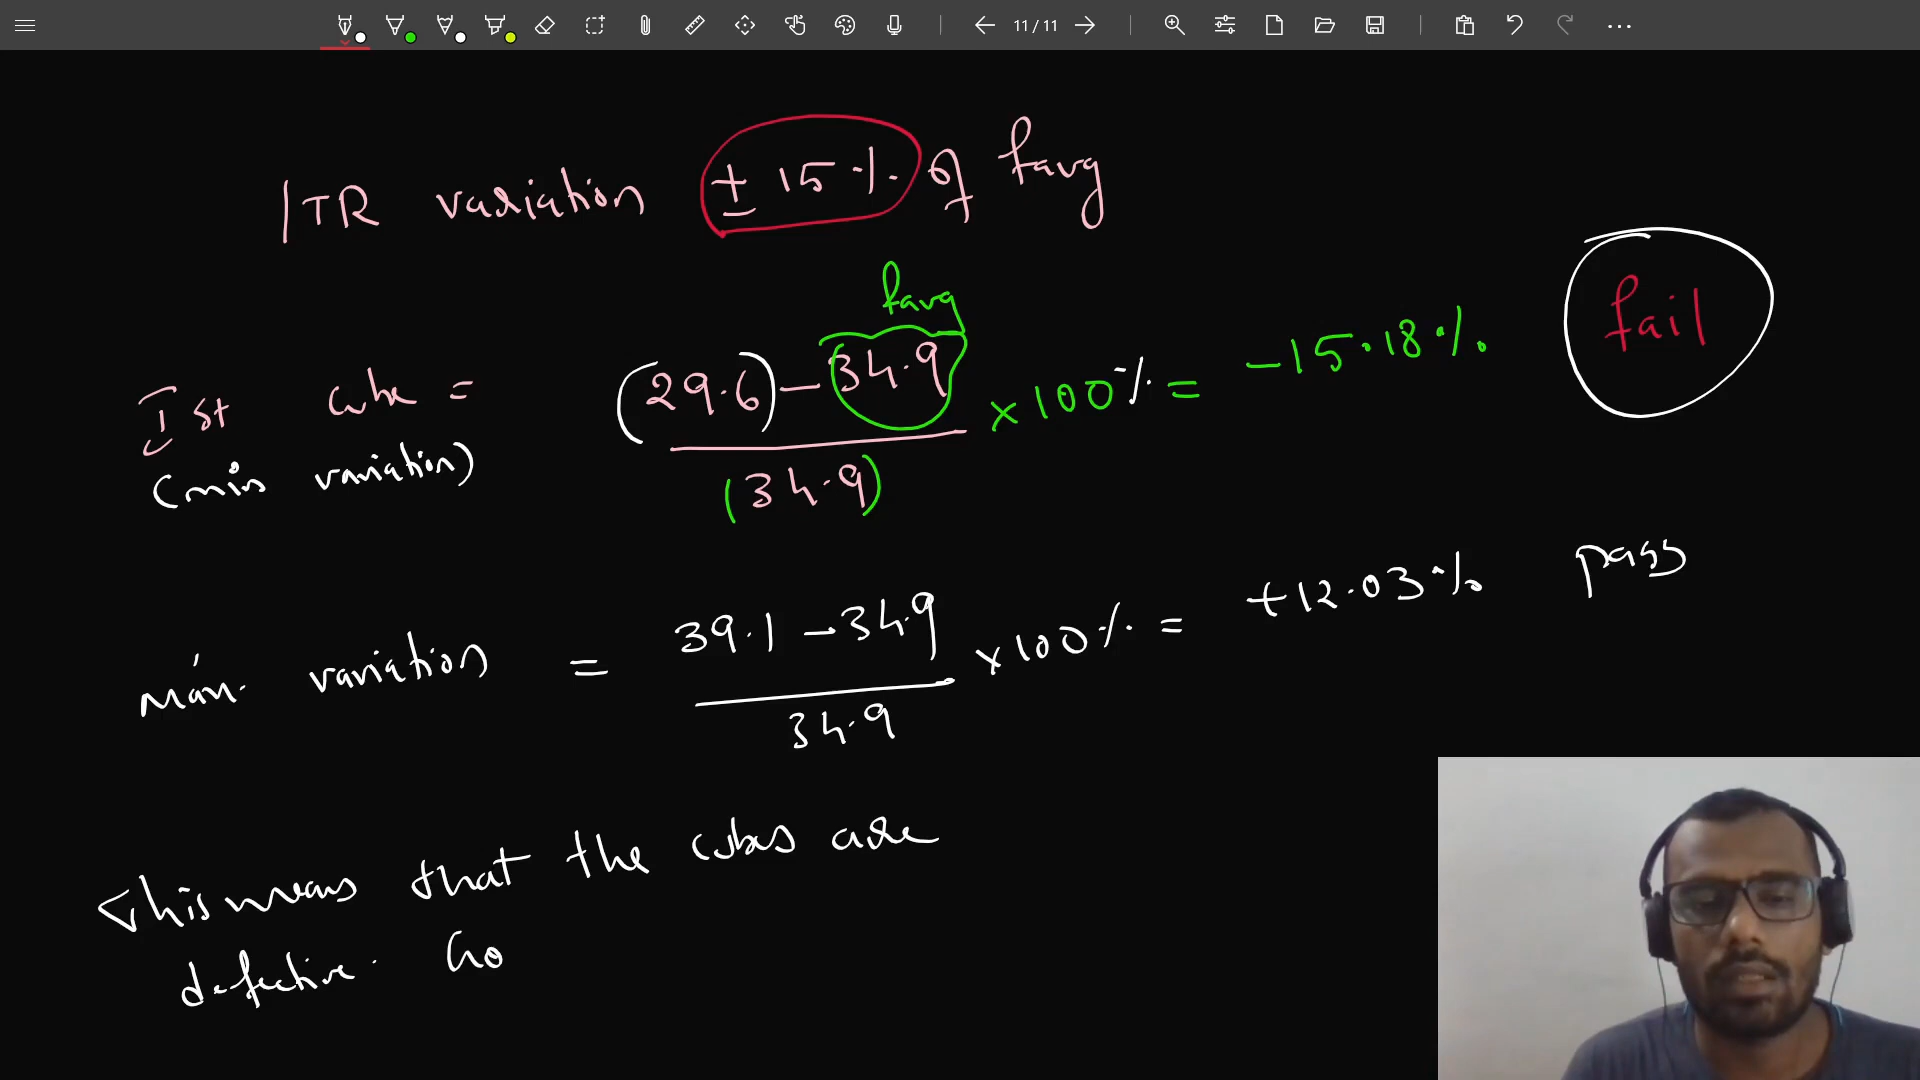 11 / 11
ITR variation ± 15 % of favg
favg
Ist cube = (29.6) - 34.9 / (34.9) × 100 % = -15.18 % fail
(min variation)
max. variation = 39.1 - 34.9 / 34.9 × 100 % = +12.03 % pass
This means that the cubes are
defective. Go